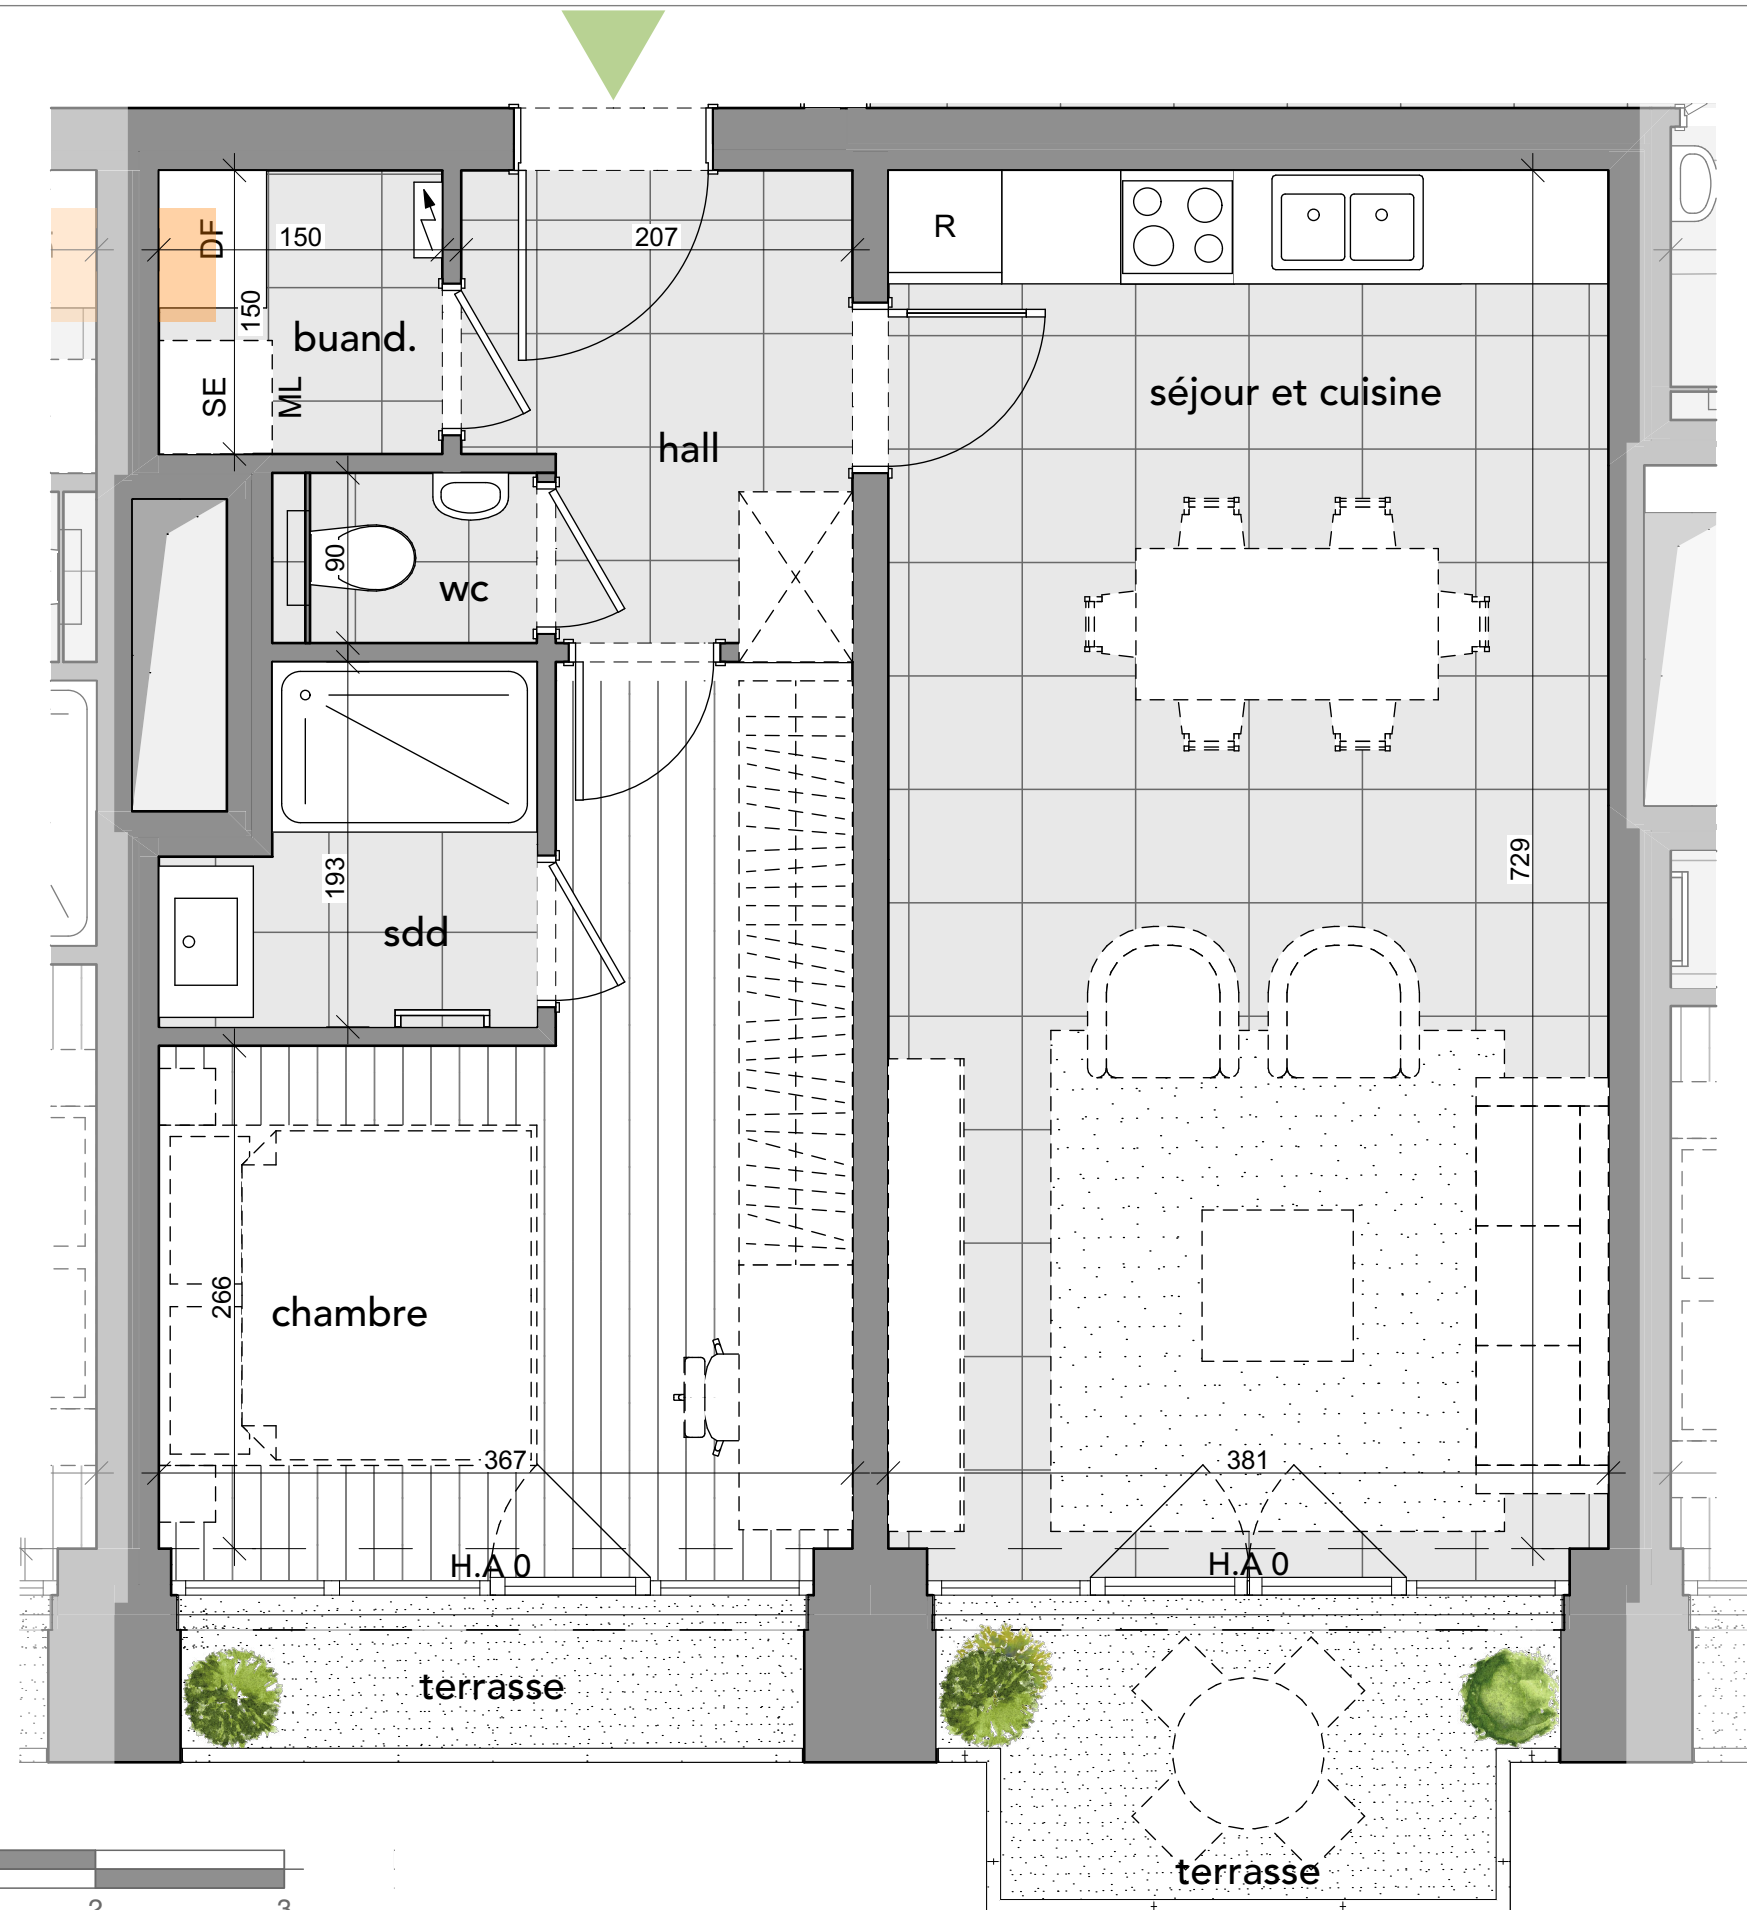 DF
150
207
R
150
buand.
SE
ML
séjour et cuisine
hall
90
wc
729
193
sdd
266
chambre
367
381
H.A 0
H.A 0
terrasse
terrasse
2
3